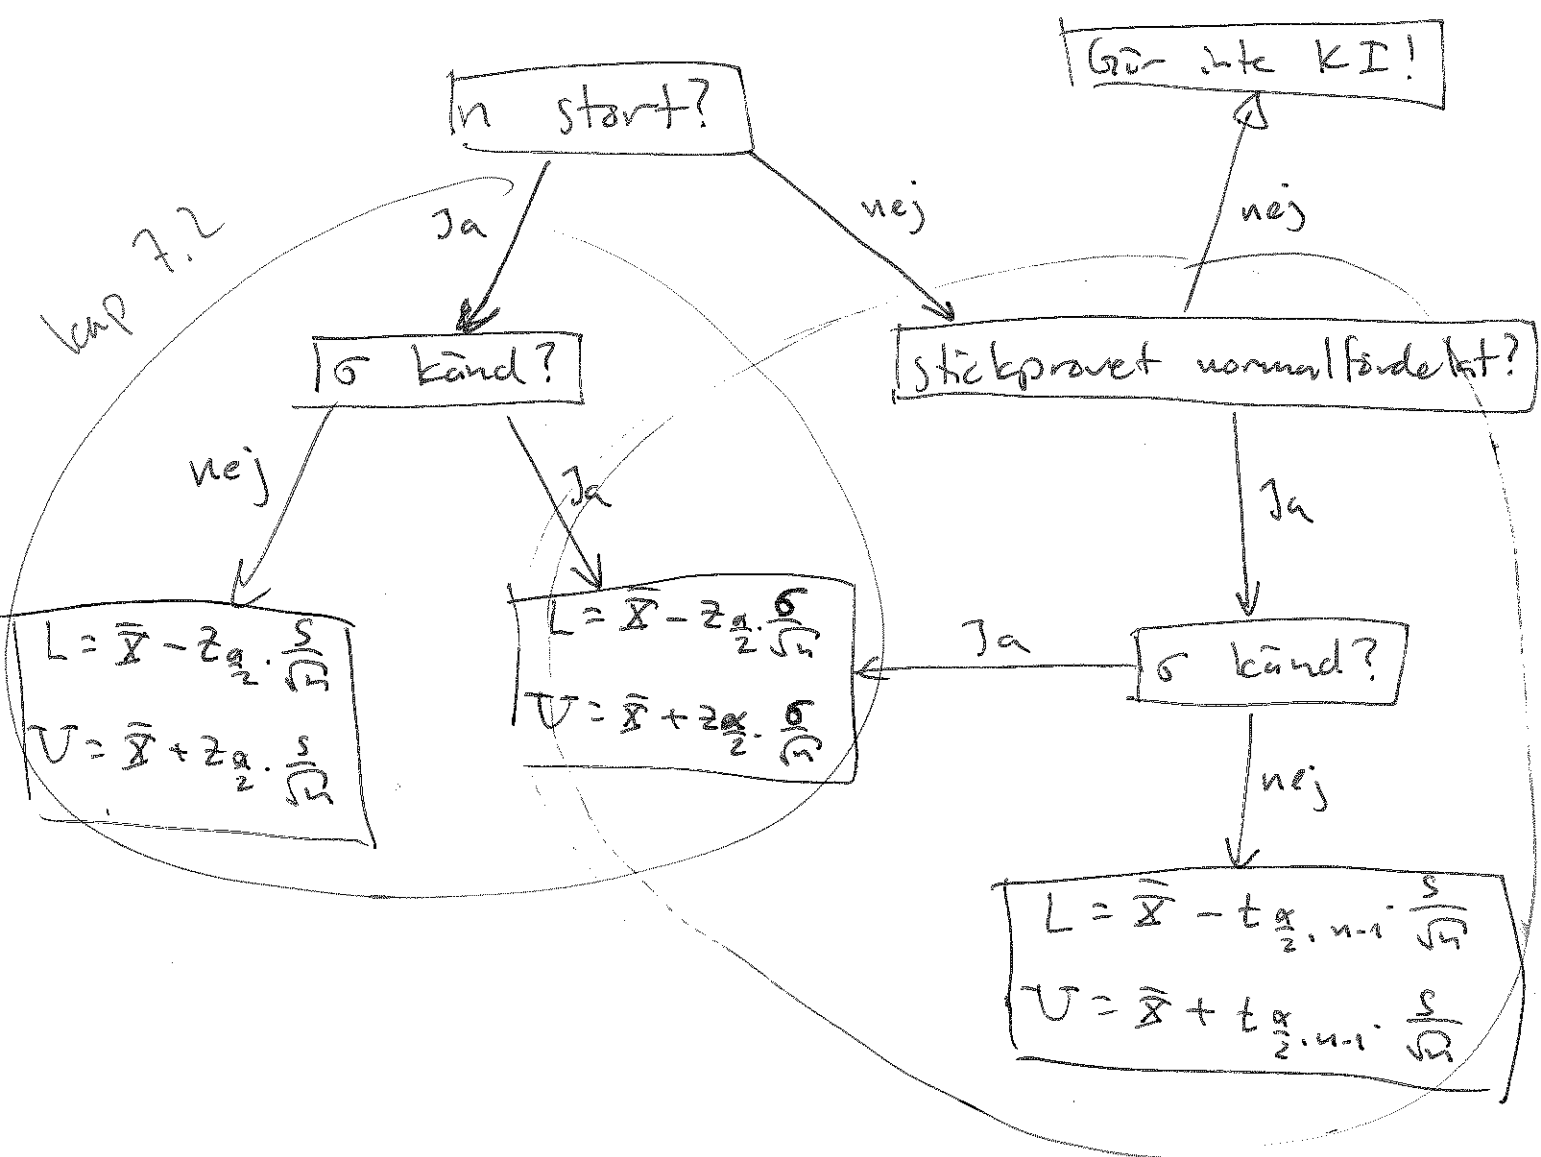 Gör inte KI!
n stort?
Ja
nej
nej
kap 7.2
σ känd?
stickprovet normalfördelat?
nej
Ja
Ja
L = X̄ - z_{α/2} · s/√n
U = X̄ + z_{α/2} · s/√n
L = X̄ - z_{α/2} · σ/√n
U = X̄ + z_{α/2} · σ/√n
Ja
σ känd?
nej
L = X̄ - t_{α/2, n-1} · s/√n
U = X̄ + t_{α/2, n-1} · s/√n